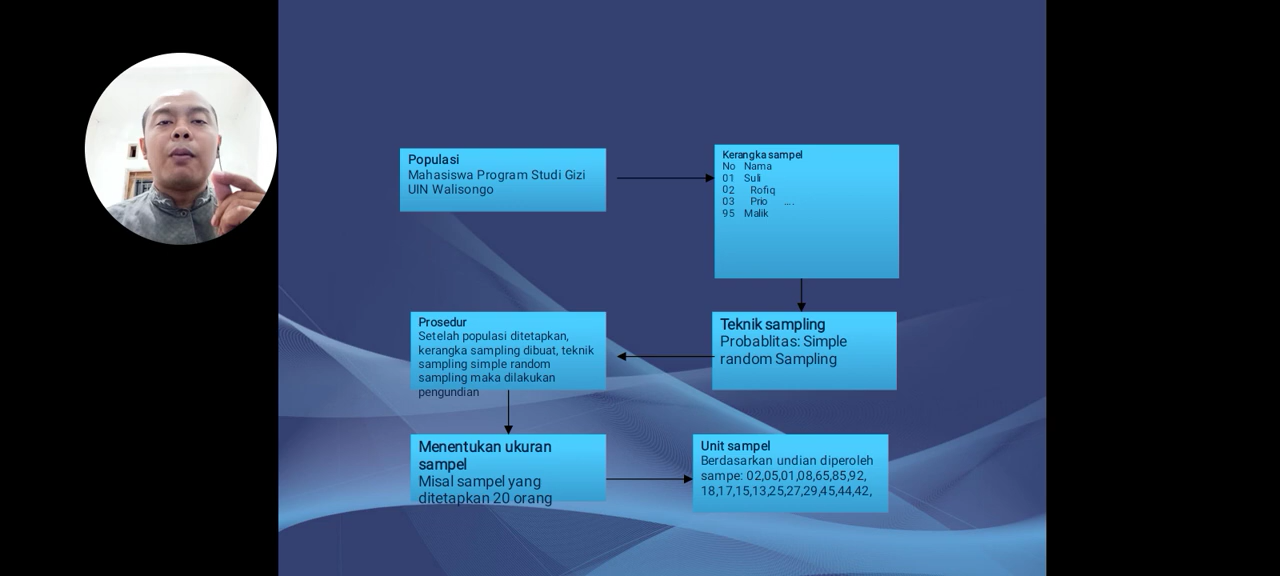 Populasi
Mahasiswa Program Studi Gizi
UIN Walisongo
Kerangka sampel
No Nama
01 Suli
02 Rofiq
03 Prio ....
95 Malik
Teknik sampling
Probablitas: Simple
random Sampling
Prosedur
Setelah populasi ditetapkan,
kerangka sampling dibuat, teknik
sampling simple random
sampling maka dilakukan
pengundian
Menentukan ukuran
sampel
Misal sampel yang
ditetapkan 20 orang
Unit sampel
Berdasarkan undian diperoleh
sampe: 02,05,01,08,65,85,92,
18,17,15,13,25,27,29,45,44,42,